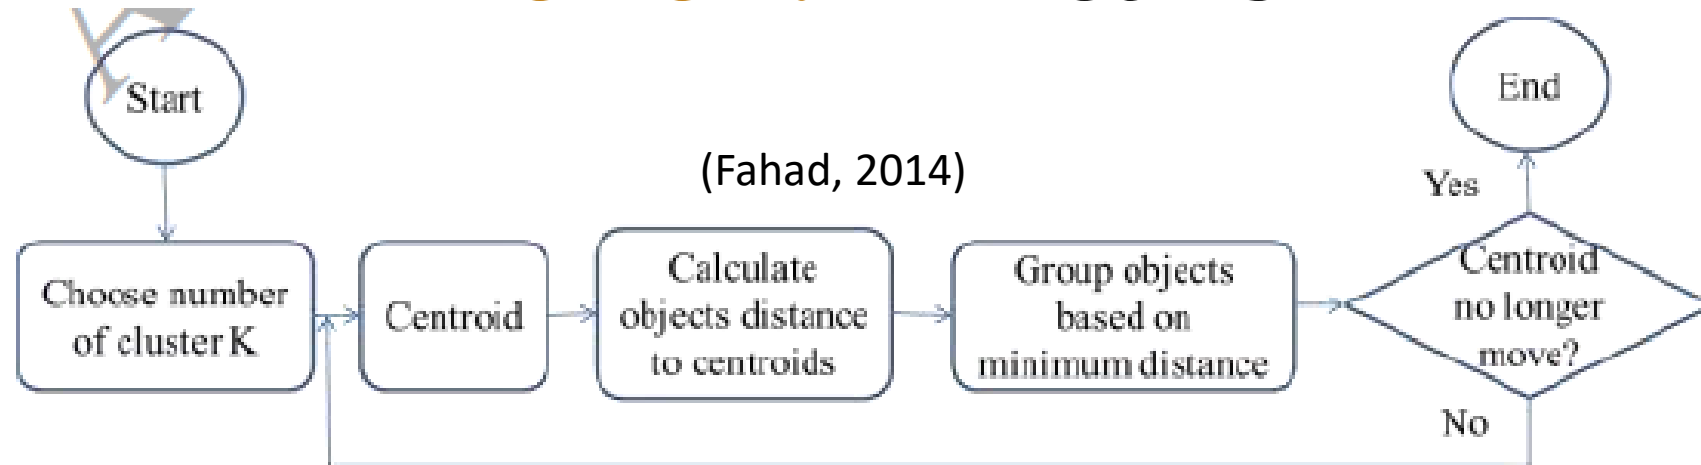 Start
End
(Fahad, 2014)
Yes
Choose number
of cluster K
Centroid
Calculate
objects distance
to centroids
Group objects
based on
minimum distance
Centroid
no longer
move?
No